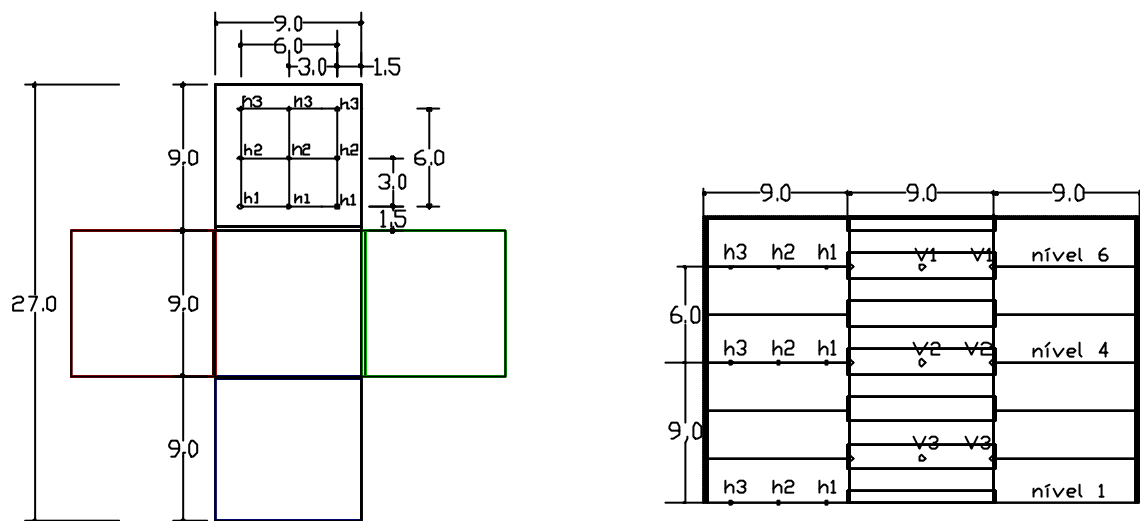 9.0
6.0
3.0 1.5
h3 h3 h3
9.0 h2 h2 h2 6.0
3.0
h1 h1 h1
1.5
27.0 9.0
9.0
9.0 9.0 9.0
h3 h2 h1 V1 V1 nível 6
6.0
h3 h2 h1 V2 V2 nível 4
9.0 V3 V3
h3 h2 h1 nível 1